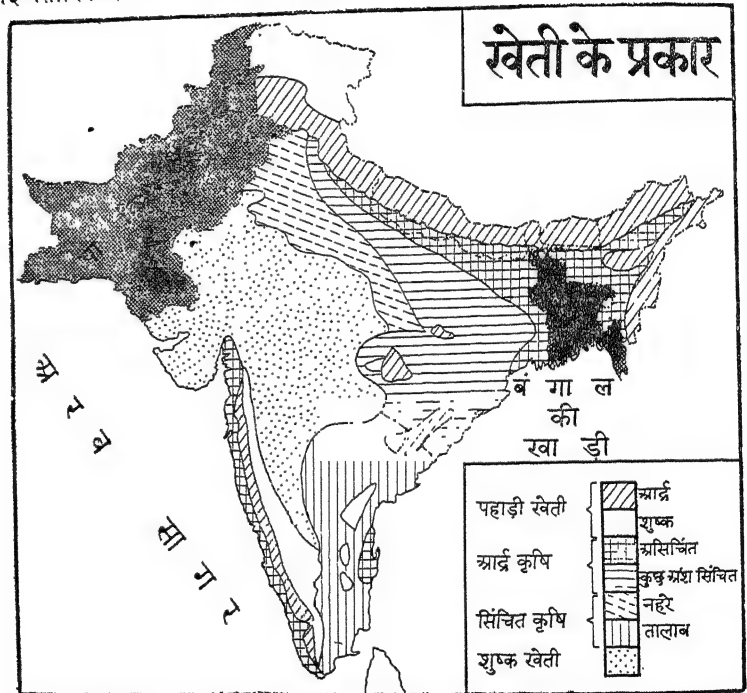 खेती के प्रकार
अरब सागर
बंगाल
की
खाड़ी
पहाड़ी खेती
आर्द्र
शुष्क
आर्द्र कृषि
असिंचित
कुछ अंश सिंचित
सिंचित कृषि
नहरे
तालाब
शुष्क खेती